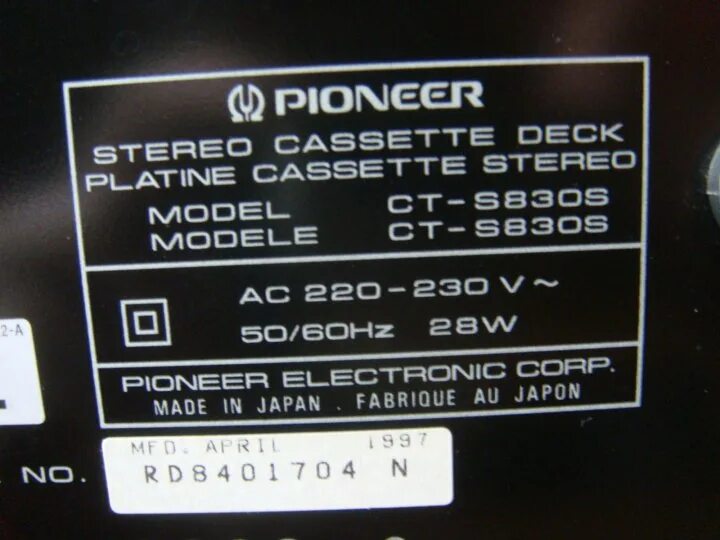 PIONEER
STEREO CASSETTE DECK
PLATINE CASSETTE STEREO
MODEL CT-S830S
MODELE CT-S830S
AC 220-230 V ~
50/60Hz 28W
PIONEER ELECTRONIC CORP.
MADE IN JAPAN . FABRIQUE AU JAPON
2-A
MFD. APRIL 1997
NO. RD8401704 N